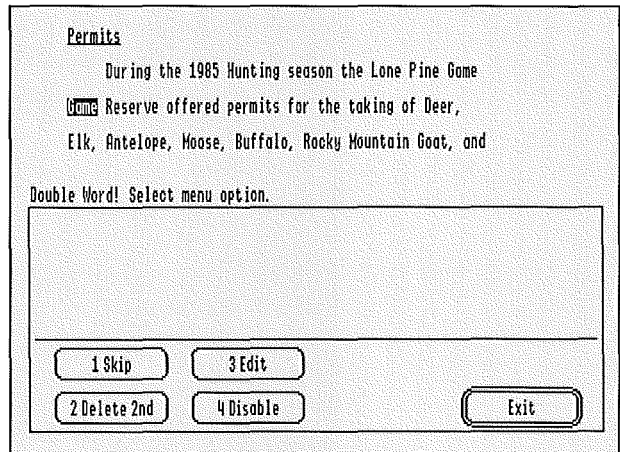 Permits
During the 1985 Hunting season the Lone Pine Game
Game Reserve offered permits for the taking of Deer,
Elk, Antelope, Moose, Buffalo, Rocky Mountain Goat, and
Double Word! Select menu option.
1 Skip 3 Edit
2 Delete 2nd 4 Disable Exit